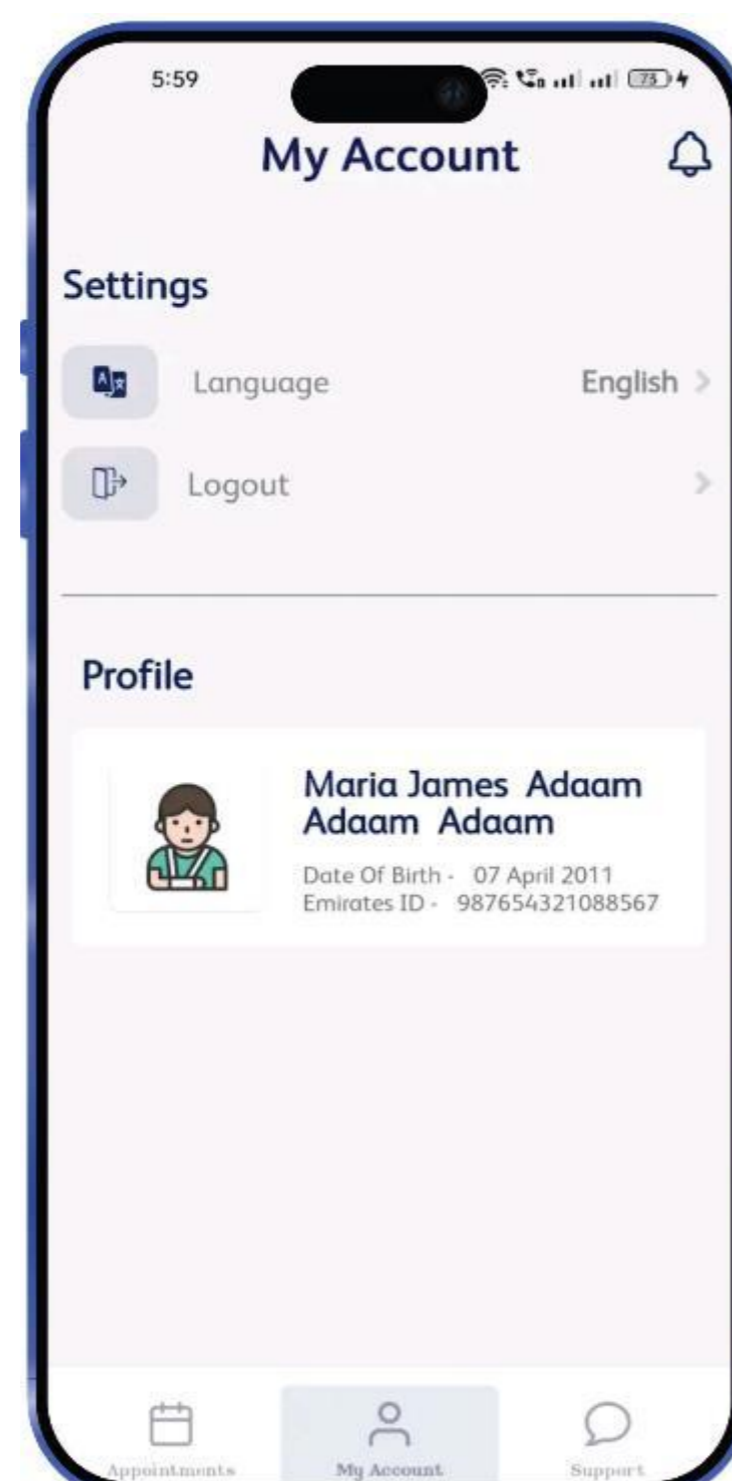 5:59
73
My Account
Settings
Language English
Logout
Profile
Maria James Adaam
Adaam Adaam
Date Of Birth - 07 April 2011
Emirates ID - 987654321088567
Appointments My Account Support